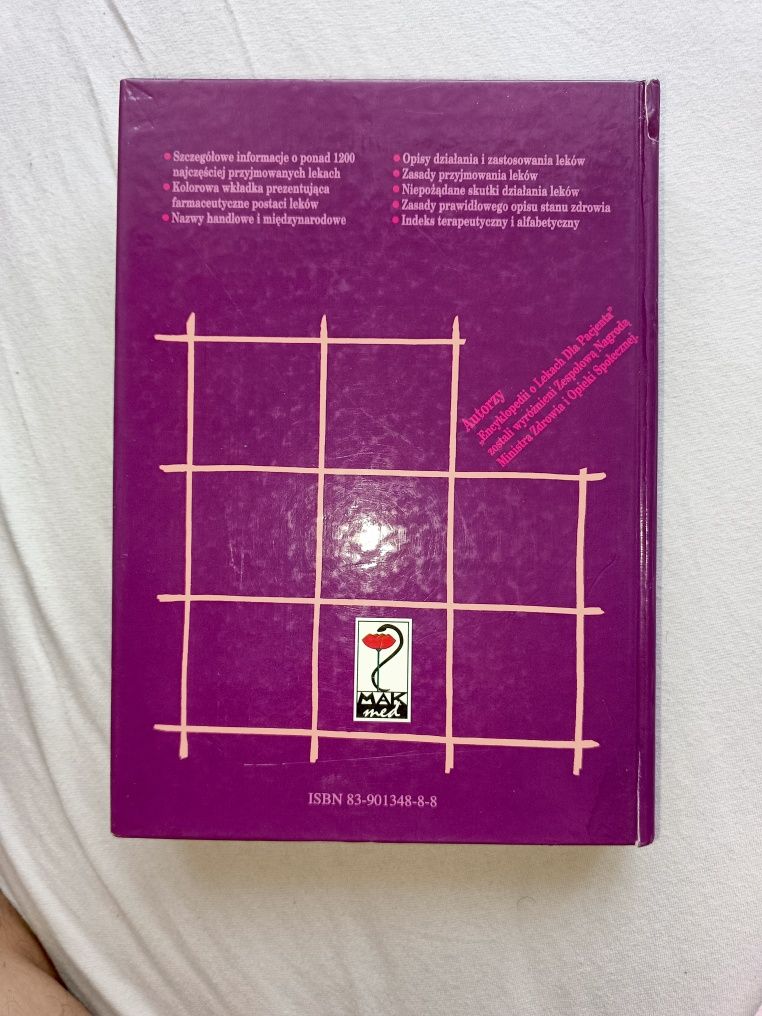 • Szczegółowe informacje o ponad 1200
najczęściej przyjmowanych lekach
• Kolorowa wkładka prezentująca
farmaceutyczne postaci leków
• Nazwy handlowe i międzynarodowe
• Opisy działania i zastosowania leków
• Zasady przyjmowania leków
• Niepożądane skutki działania leków
• Zasady prawidłowego opisu stanu zdrowia
• Indeks terapeutyczny i alfabetyczny
Autorzy
„Encyklopedii o Lekach Dla Pacjenta”
zostali wyróżnieni Zespołową Nagrodą
Ministra Zdrowia i Opieki Społecznej.
MAK
med
ISBN 83-901348-8-8